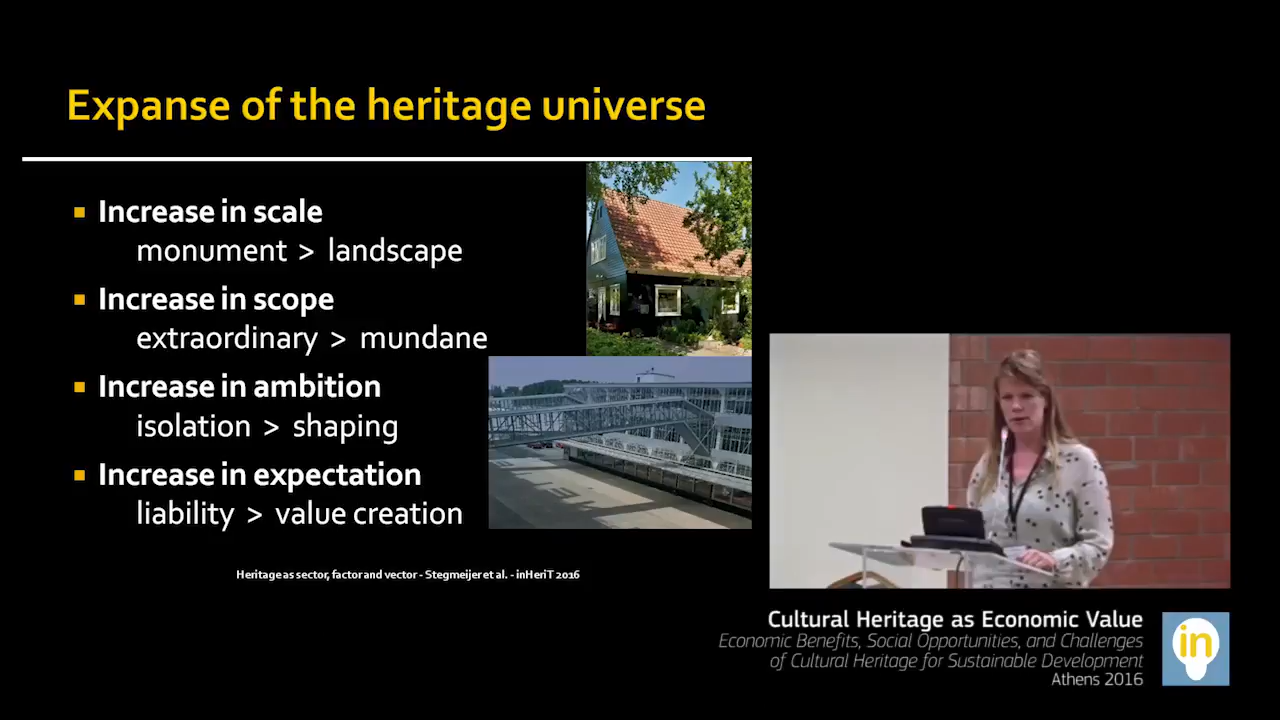 Expanse of the heritage universe
Increase in scale
monument > landscape
Increase in scope
extraordinary > mundane
Increase in ambition
isolation > shaping
Increase in expectation
liability > value creation
Heritage as sector, factor and vector - Stegmeijer et al. - inHeriT 2016
Cultural Heritage as Economic Value
Economic Benefits, Social Opportunities, and Challenges
of Cultural Heritage for Sustainable Development
Athens 2016
in